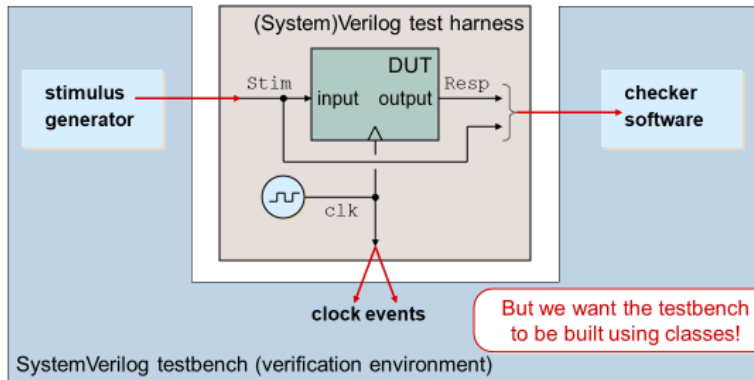 (System)Verilog test harness
stimulus
generator
Stim
DUT
input
output
Resp
checker
software
clk
clock events
But we want the testbench
to be built using classes!
SystemVerilog testbench (verification environment)